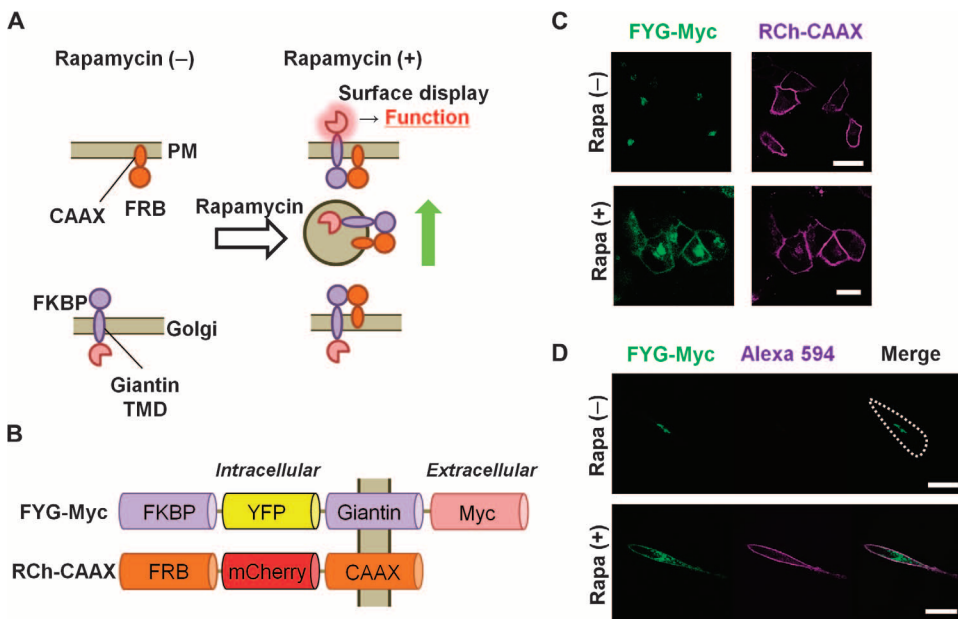 A
Rapamycin (–)
Rapamycin (+)
Surface display
→ Function
PM
CAAX
FRB
Rapamycin
FKBP
Golgi
Giantin
TMD
B
Intracellular
Extracellular
FYG-Myc
FKBP
YFP
Giantin
Myc
RCh-CAAX
FRB
mCherry
CAAX
C
FYG-Myc
RCh-CAAX
Rapa (–)
Rapa (+)
D
FYG-Myc
Alexa 594
Merge
Rapa (–)
Rapa (+)